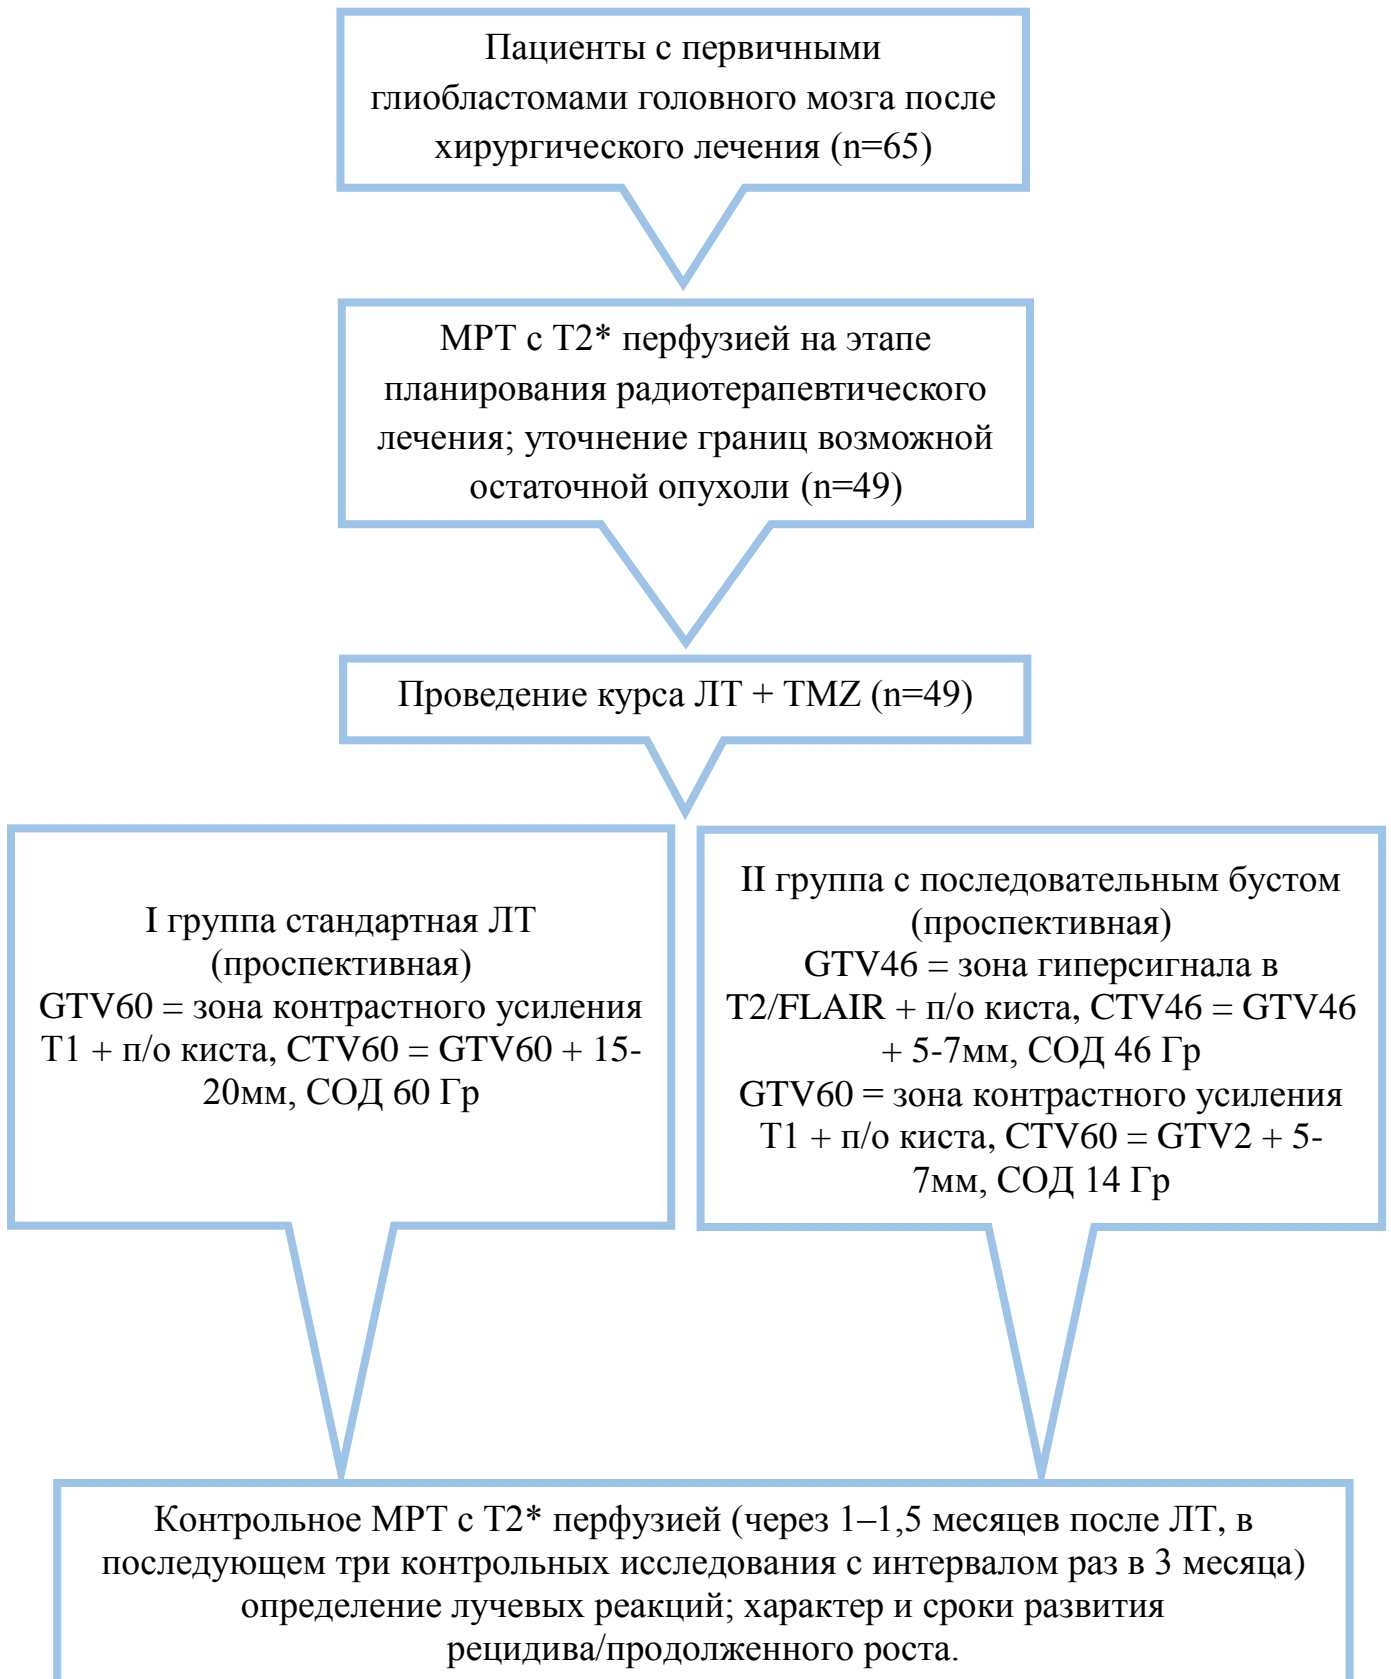 Пациенты с первичными
глиобластомами головного мозга после
хирургического лечения (n=65)
МРТ с Т2* перфузией на этапе
планирования радиотерапевтического
лечения; уточнение границ возможной
остаточной опухоли (n=49)
Проведение курса ЛТ + TMZ (n=49)
I группа стандартная ЛТ
(проспективная)
GTV60 = зона контрастного усиления
Т1 + п/о киста, CTV60 = GTV60 + 15-
20мм, СОД 60 Гр
II группа с последовательным бустом
(проспективная)
GTV46 = зона гиперсигнала в
T2/FLAIR + п/о киста, CTV46 = GTV46
+ 5-7мм, СОД 46 Гр
GTV60 = зона контрастного усиления
Т1 + п/о киста, CTV60 = GTV2 + 5-
7мм, СОД 14 Гр
Контрольное МРТ с Т2* перфузией (через 1–1,5 месяцев после ЛТ, в
последующем три контрольных исследования с интервалом раз в 3 месяца)
определение лучевых реакций; характер и сроки развития
рецидива/продолженного роста.